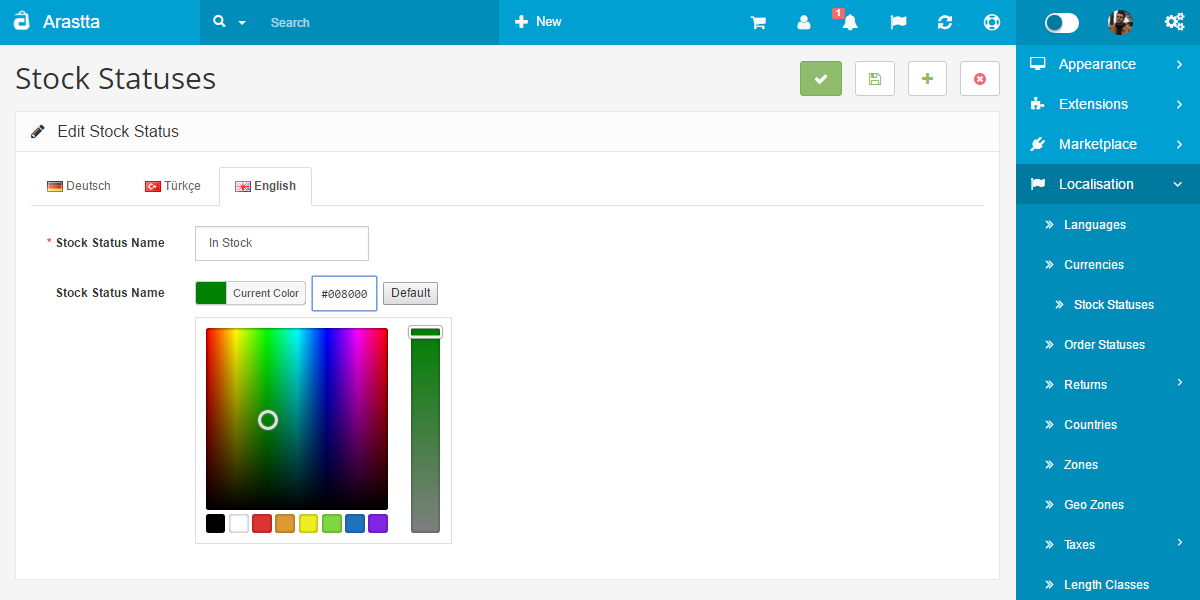 Arastta
Search
New
1
Stock Statuses
Edit Stock Status
Deutsch
Türkçe
English
* Stock Status Name
In Stock
Stock Status Name
Current Color
#008000
Default
Appearance
Extensions
Marketplace
Localisation
Languages
Currencies
Stock Statuses
Order Statuses
Returns
Countries
Zones
Geo Zones
Taxes
Length Classes